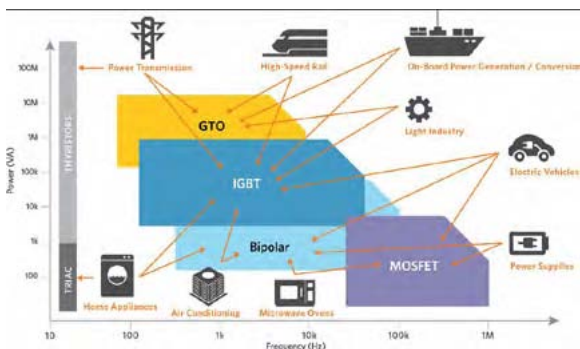 Power Transmission
High-Speed Rail
On-Board Power Generation / Conversion
100M
10M
1M
100k
10k
1k
100
Power (VA)
THYRISTORS
TRIAC
GTO
IGBT
Bipolar
MOSFET
Light Industry
Electric Vehicles
Power Supplies
Home Appliances
Air Conditioning
Microwave Ovens
10
100
1k
10k
100k
1M
Frequency (Hz)